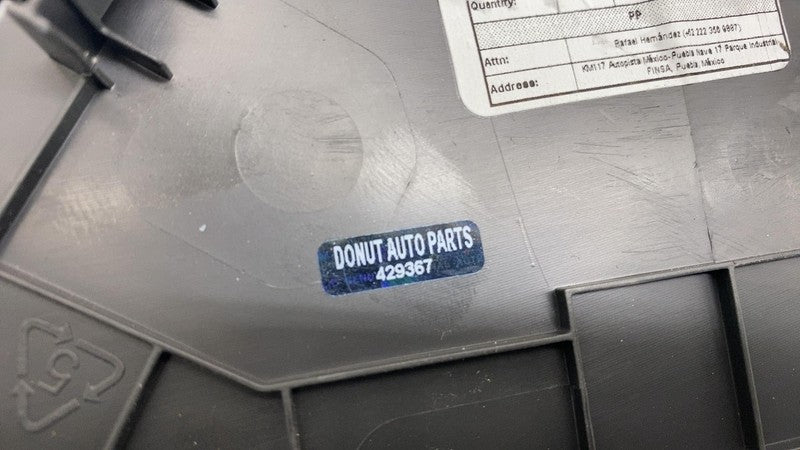 Quantity:
PP
Attn:
Rafael Hernández
Address:
KM117 Autopista México-Puebla Nave 17 Parque Industrial
FINSA, Puebla, México
DONUT AUTO PARTS
429367
5